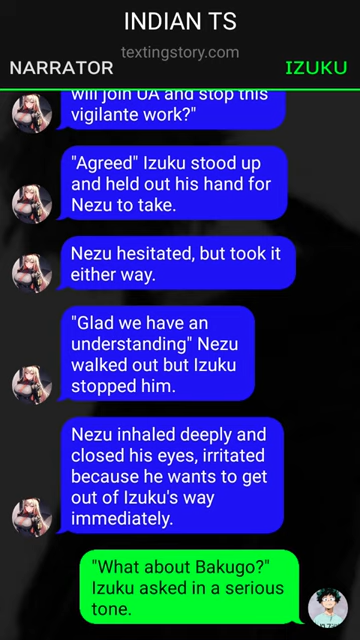 INDIAN TS
textingstory.com
NARRATOR IZUKU
will join UA and stop this
vigilante work?"
"Agreed" Izuku stood up
and held out his hand for
Nezu to take.
Nezu hesitated, but took it
either way.
"Glad we have an
understanding" Nezu
walked out but Izuku
stopped him.
Nezu inhaled deeply and
closed his eyes, irritated
because he wants to get
out of Izuku's way
immediately.
"What about Bakugo?"
Izuku asked in a serious
tone.